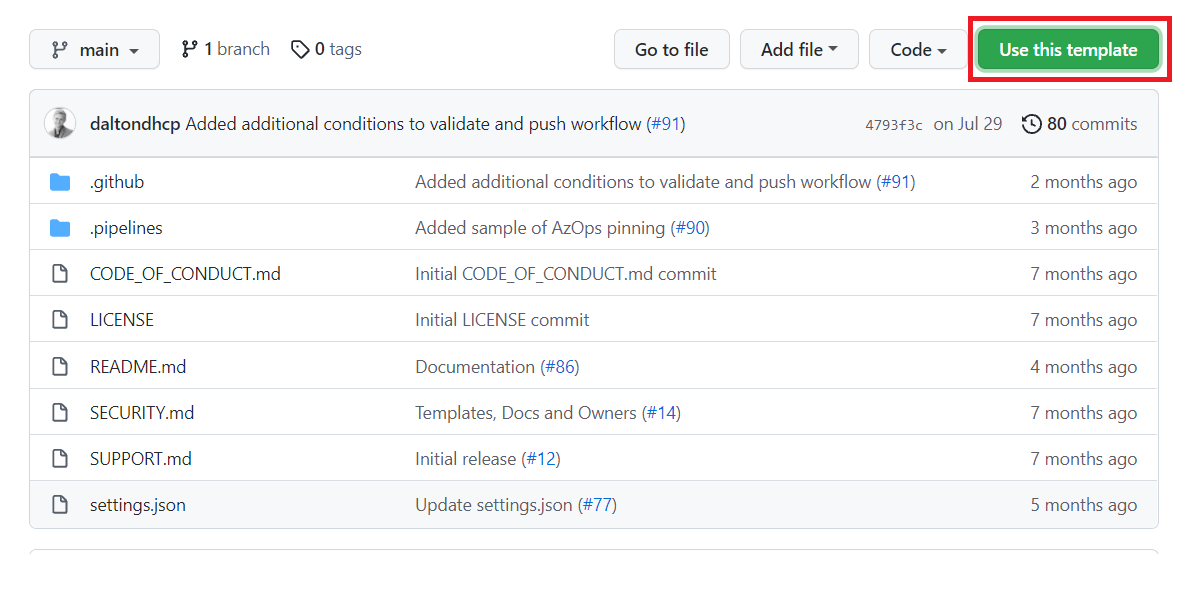 main 1 branch 0 tags Go to file Add file Code Use this template
daltondhcp Added additional conditions to validate and push workflow (#91) 4793f3c on Jul 29 80 commits
.github Added additional conditions to validate and push workflow (#91) 2 months ago
.pipelines Added sample of AzOps pinning (#90) 3 months ago
CODE_OF_CONDUCT.md Initial CODE_OF_CONDUCT.md commit 7 months ago
LICENSE Initial LICENSE commit 7 months ago
README.md Documentation (#86) 4 months ago
SECURITY.md Templates, Docs and Owners (#14) 7 months ago
SUPPORT.md Initial release (#12) 7 months ago
settings.json Update settings.json (#77) 5 months ago